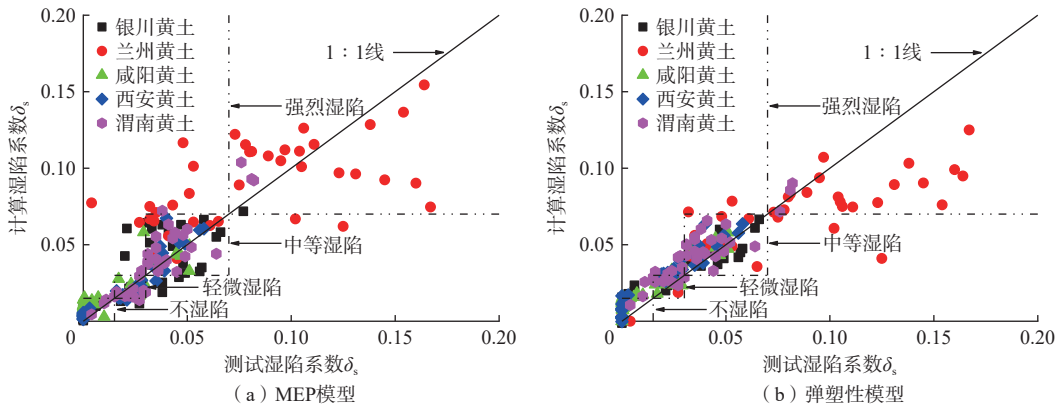 0.20
0.15
0.10
0.05
0.00
0.05
0.10
0.15
0.20
计算湿陷系数δs
测试湿陷系数δs
银川黄土
兰州黄土
咸阳黄土
西安黄土
渭南黄土
1：1线
强烈湿陷
中等湿陷
轻微湿陷
不湿陷
（a）MEP模型
0.20
0.15
0.10
0.05
0.00
0.05
0.10
0.15
0.20
计算湿陷系数δs
测试湿陷系数δs
银川黄土
兰州黄土
咸阳黄土
西安黄土
渭南黄土
1：1线
强烈湿陷
中等湿陷
轻微湿陷
不湿陷
（b）弹塑性模型